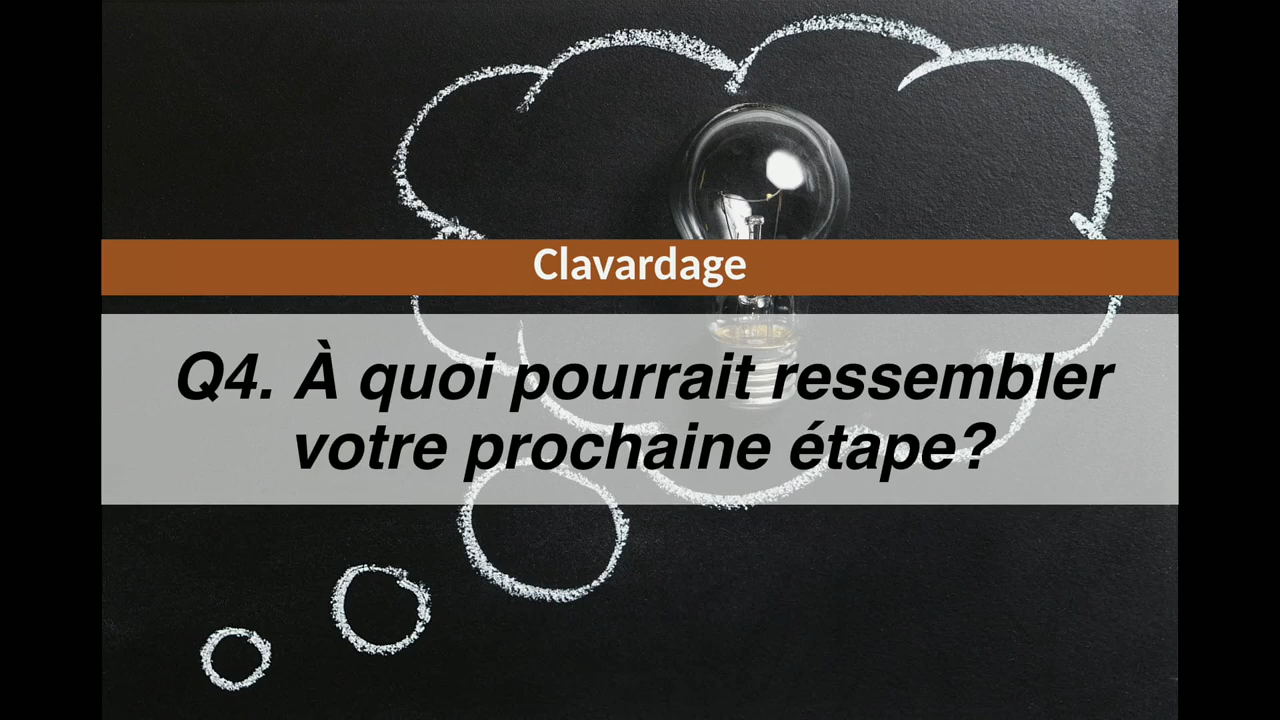 Clavardage
Q4. À quoi pourrait ressembler
votre prochaine étape?